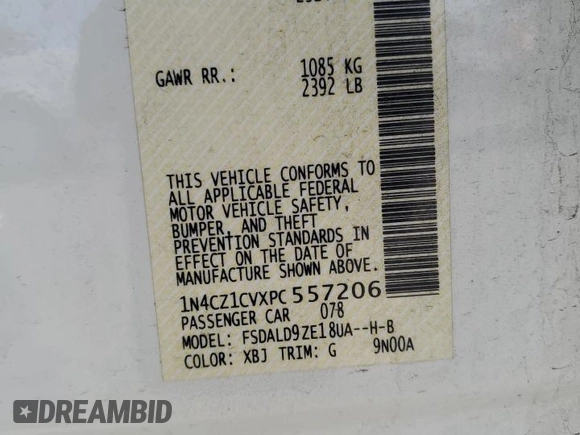 GAWR RR.: 1085 KG
2392 LB
THIS VEHICLE CONFORMS TO
ALL APPLICABLE FEDERAL
MOTOR VEHICLE SAFETY,
BUMPER, AND THEFT
PREVENTION STANDARDS IN
EFFECT ON THE DATE OF
MANUFACTURE SHOWN ABOVE.
1N4CZ1CVXPC557206
PASSENGER CAR 078
MODEL: FSDALD9ZE18UA--H-B
COLOR: XBJ TRIM: G 9N00A
DREAMBID